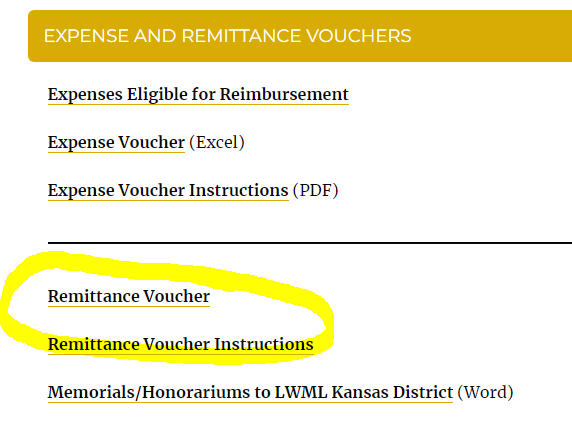 EXPENSE AND REMITTANCE VOUCHERS
Expenses Eligible for Reimbursement
Expense Voucher (Excel)
Expense Voucher Instructions (PDF)
Remittance Voucher
Remittance Voucher Instructions
Memorials/Honorariums to LWML Kansas District (Word)